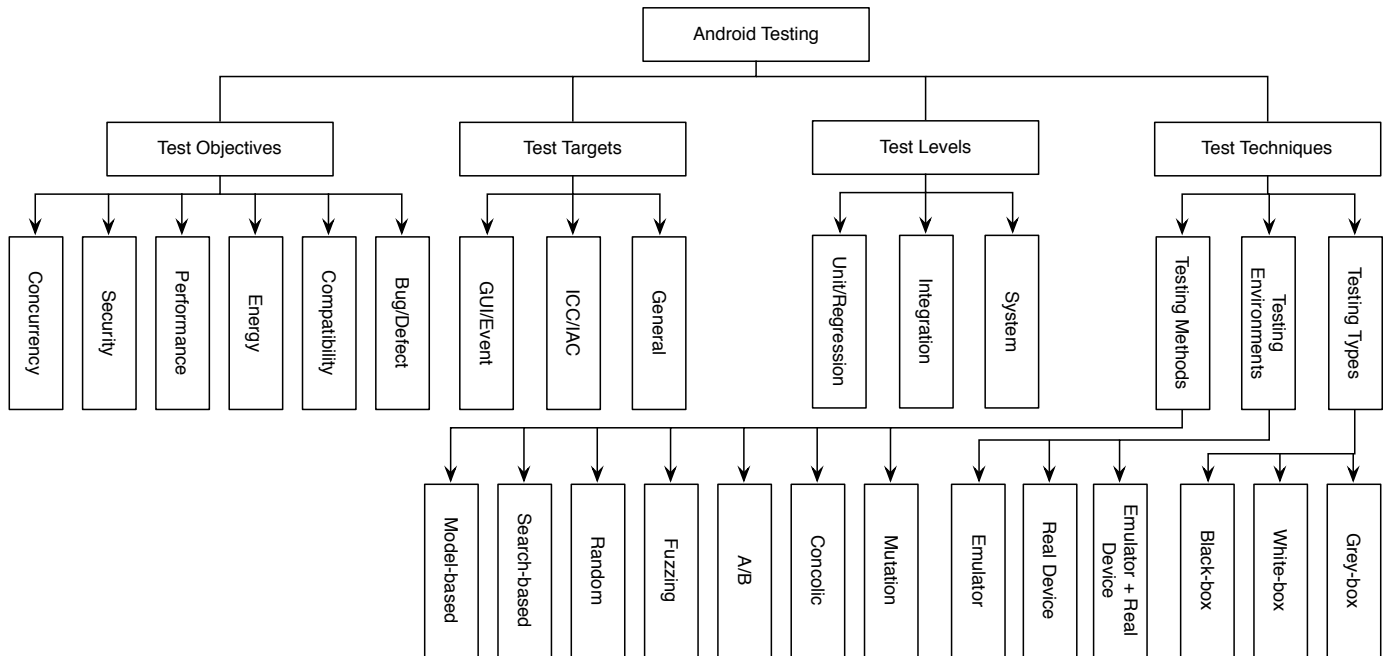 Android Testing
Test Objectives
Test Targets
Test Levels
Test Techniques
Concurrency
Security
Performance
Energy
Compatibility
Bug/Defect
GUI/Event
ICC/IAC
General
Unit/Regression
Integration
System
Testing Methods
Testing
Environments
Testing Types
Model-based
Search-based
Random
Fuzzing
A/B
Concolic
Mutation
Emulator
Real Device
Emulator + Real
Device
Black-box
White-box
Grey-box